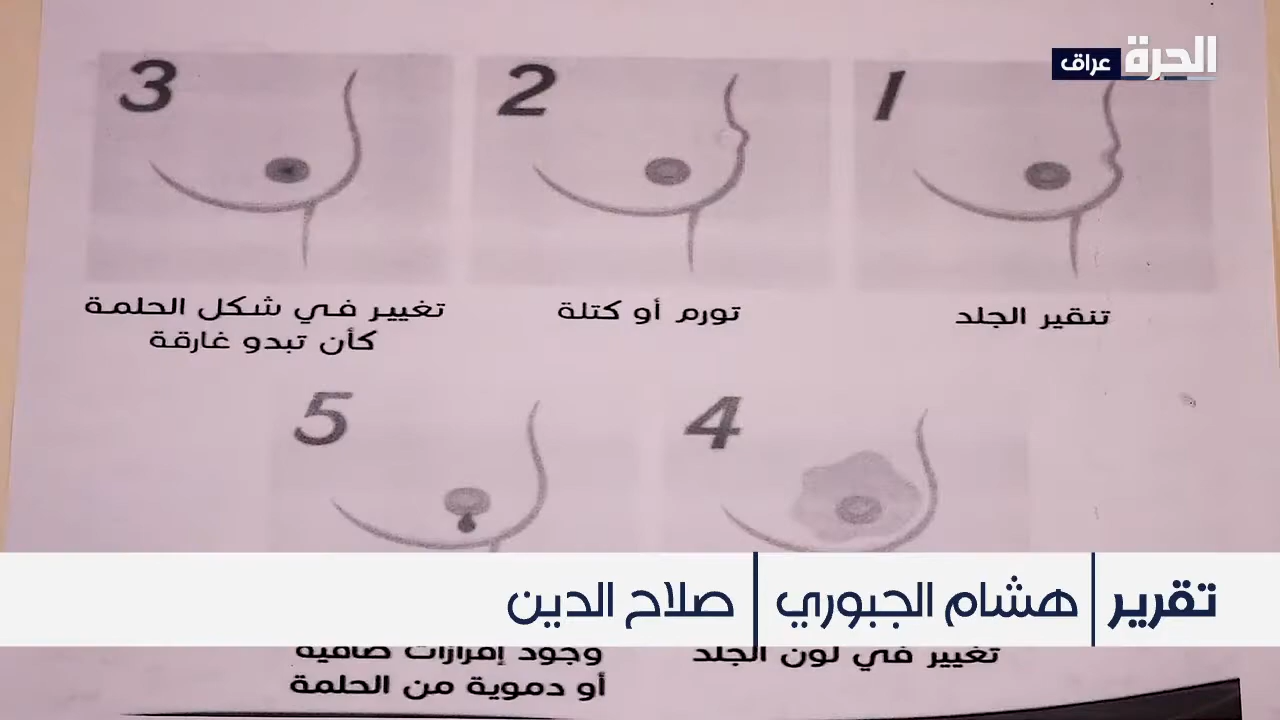 الحرة
عراق
1
2
3
تنقير الجلد
تورم أو كتلة
تغيير في شكل الحلمة
كأن تبدو غارقة
4
5
تقرير هشام الجبوري صلاح الدين
تغيير في لون الجلد
وجود إفرازات صافية
أو دموية من الحلمة